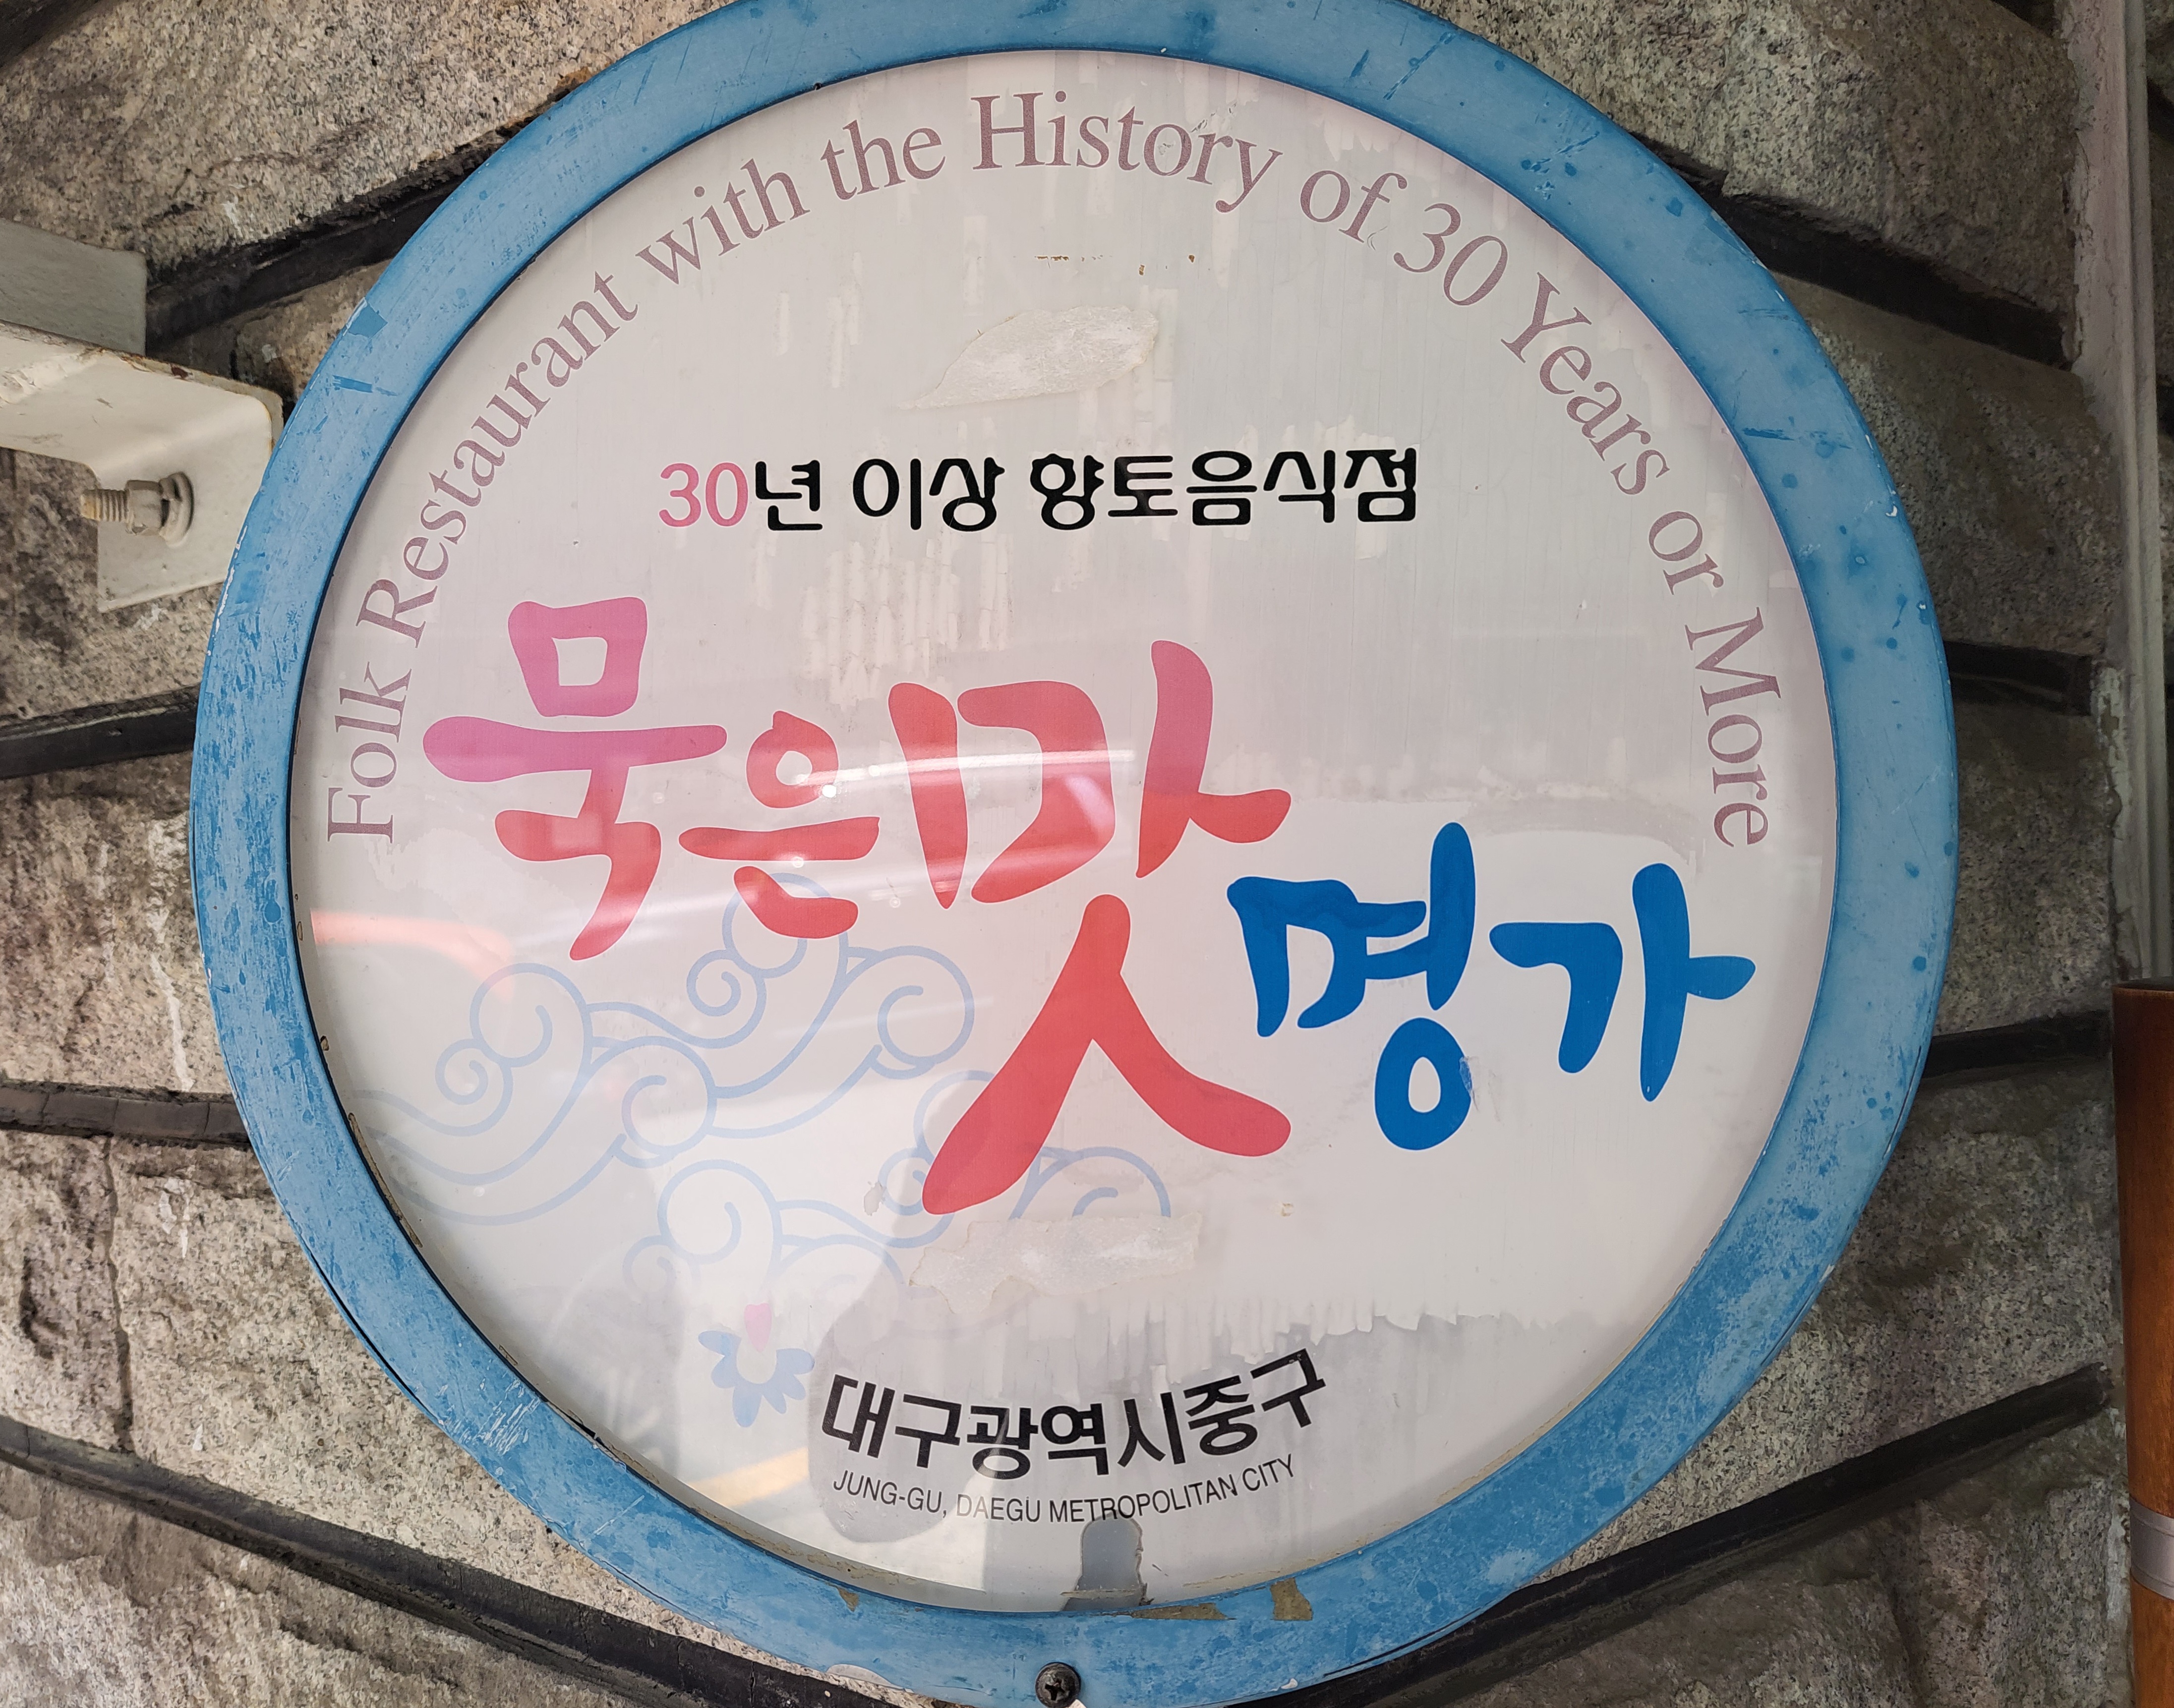 Folk Restaurant with the History of 30 Years or More
30년 이상 향토음식점
묵은맛
명가
대구광역시중구
JUNG-GU, DAEGU METROPOLITAN CITY